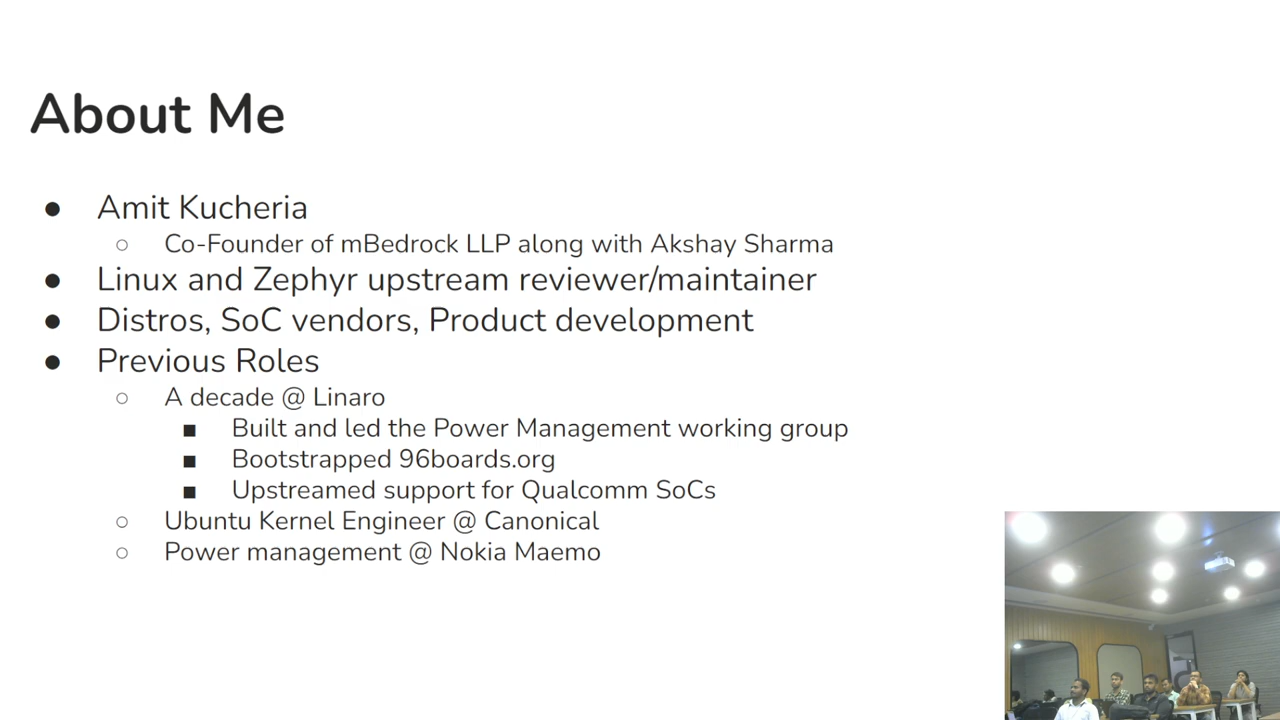 About Me
● Amit Kucheria
○ Co-Founder of mBedrock LLP along with Akshay Sharma
● Linux and Zephyr upstream reviewer/maintainer
● Distros, SoC vendors, Product development
● Previous Roles
○ A decade @ Linaro
■ Built and led the Power Management working group
■ Bootstrapped 96boards.org
■ Upstreamed support for Qualcomm SoCs
○ Ubuntu Kernel Engineer @ Canonical
○ Power management @ Nokia Maemo